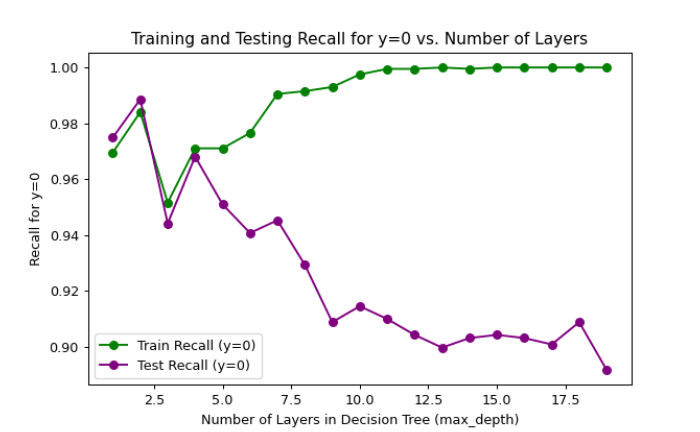 Training and Testing Recall for y=0 vs. Number of Layers
1.00
0.98
0.96
0.94
0.92
0.90
Recall for y=0
Train Recall (y=0)
Test Recall (y=0)
2.5 5.0 7.5 10.0 12.5 15.0 17.5
Number of Layers in Decision Tree (max_depth)